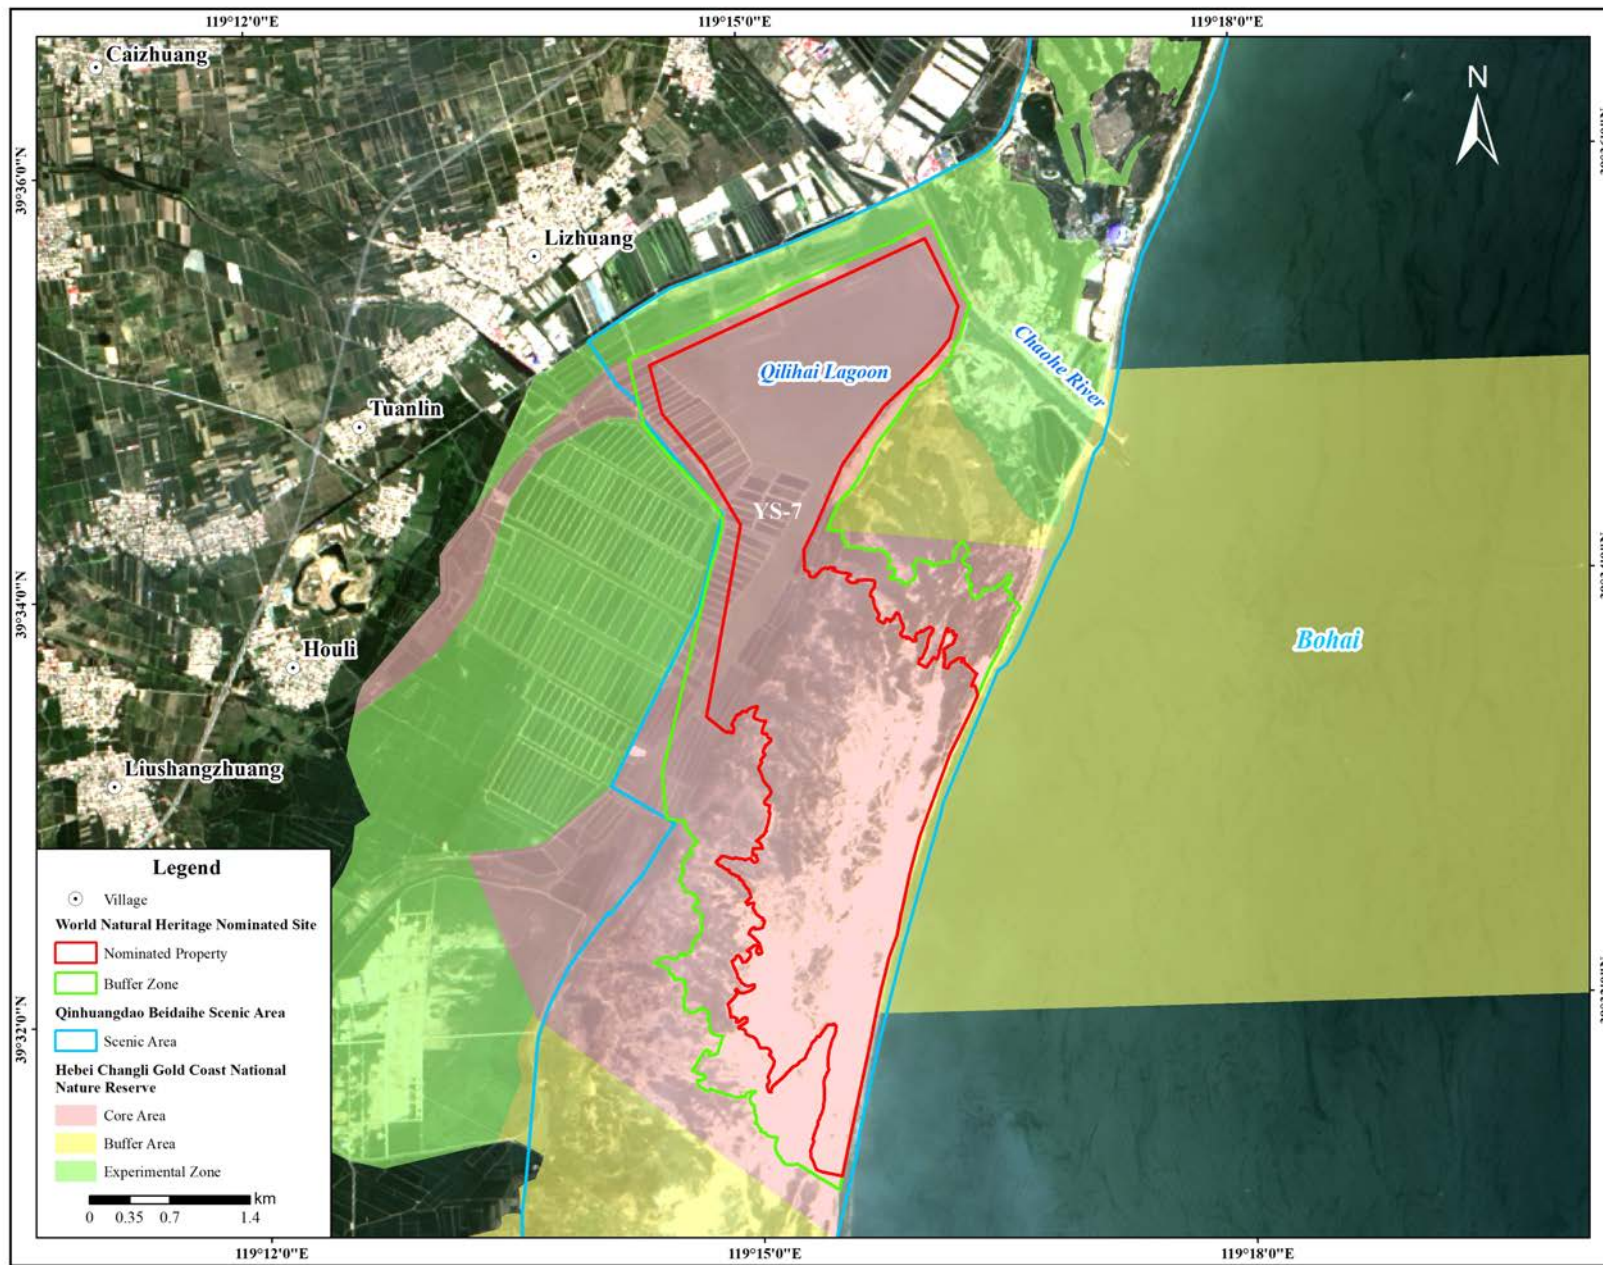 119°12'0"E
119°15'0"E
119°18'0"E
Caizhuang
N
39°36'0"N
Lizhuang
Chaohe River
Qilihai Lagoon
Tuanlin
YS-7
39°34'0"N
Bohai
Houli
Liushangzhuang
Legend
Village
World Natural Heritage Nominated Site
Nominated Property
Buffer Zone
Qinhuangdao Beidaihe Scenic Area
Scenic Area
39°32'0"N
Hebei Changli Gold Coast National
Nature Reserve
Core Area
Buffer Area
Experimental Zone
km
0 0.35 0.7 1.4
119°12'0"E
119°15'0"E
119°18'0"E